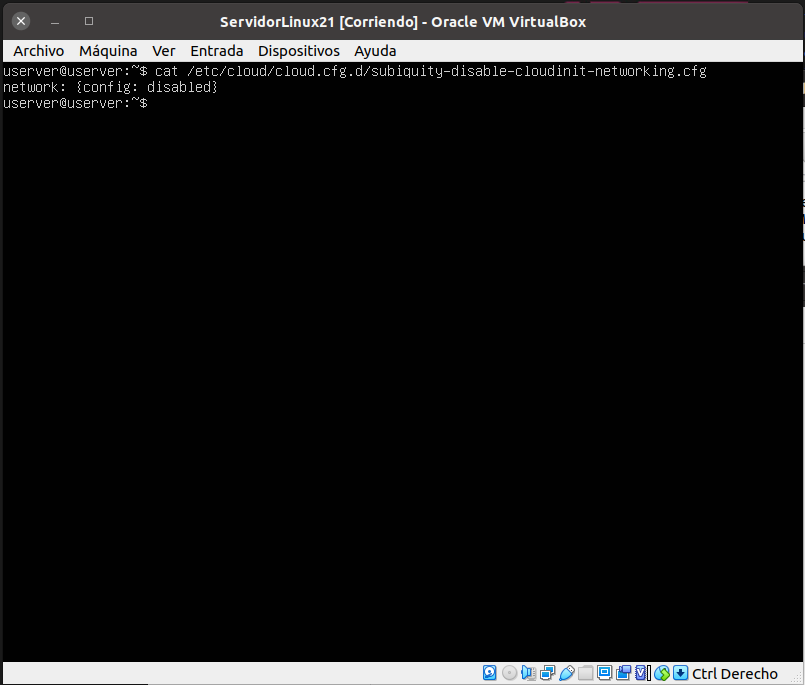 ServidorLinux21 [Corriendo] - Oracle VM VirtualBox
Archivo Máquina Ver Entrada Dispositivos Ayuda
userver@userver:~$ cat /etc/cloud/cloud.cfg.d/subiquity-disable-cloudinit-networking.cfg
network: {config: disabled}
userver@userver:~$
Ctrl Derecho